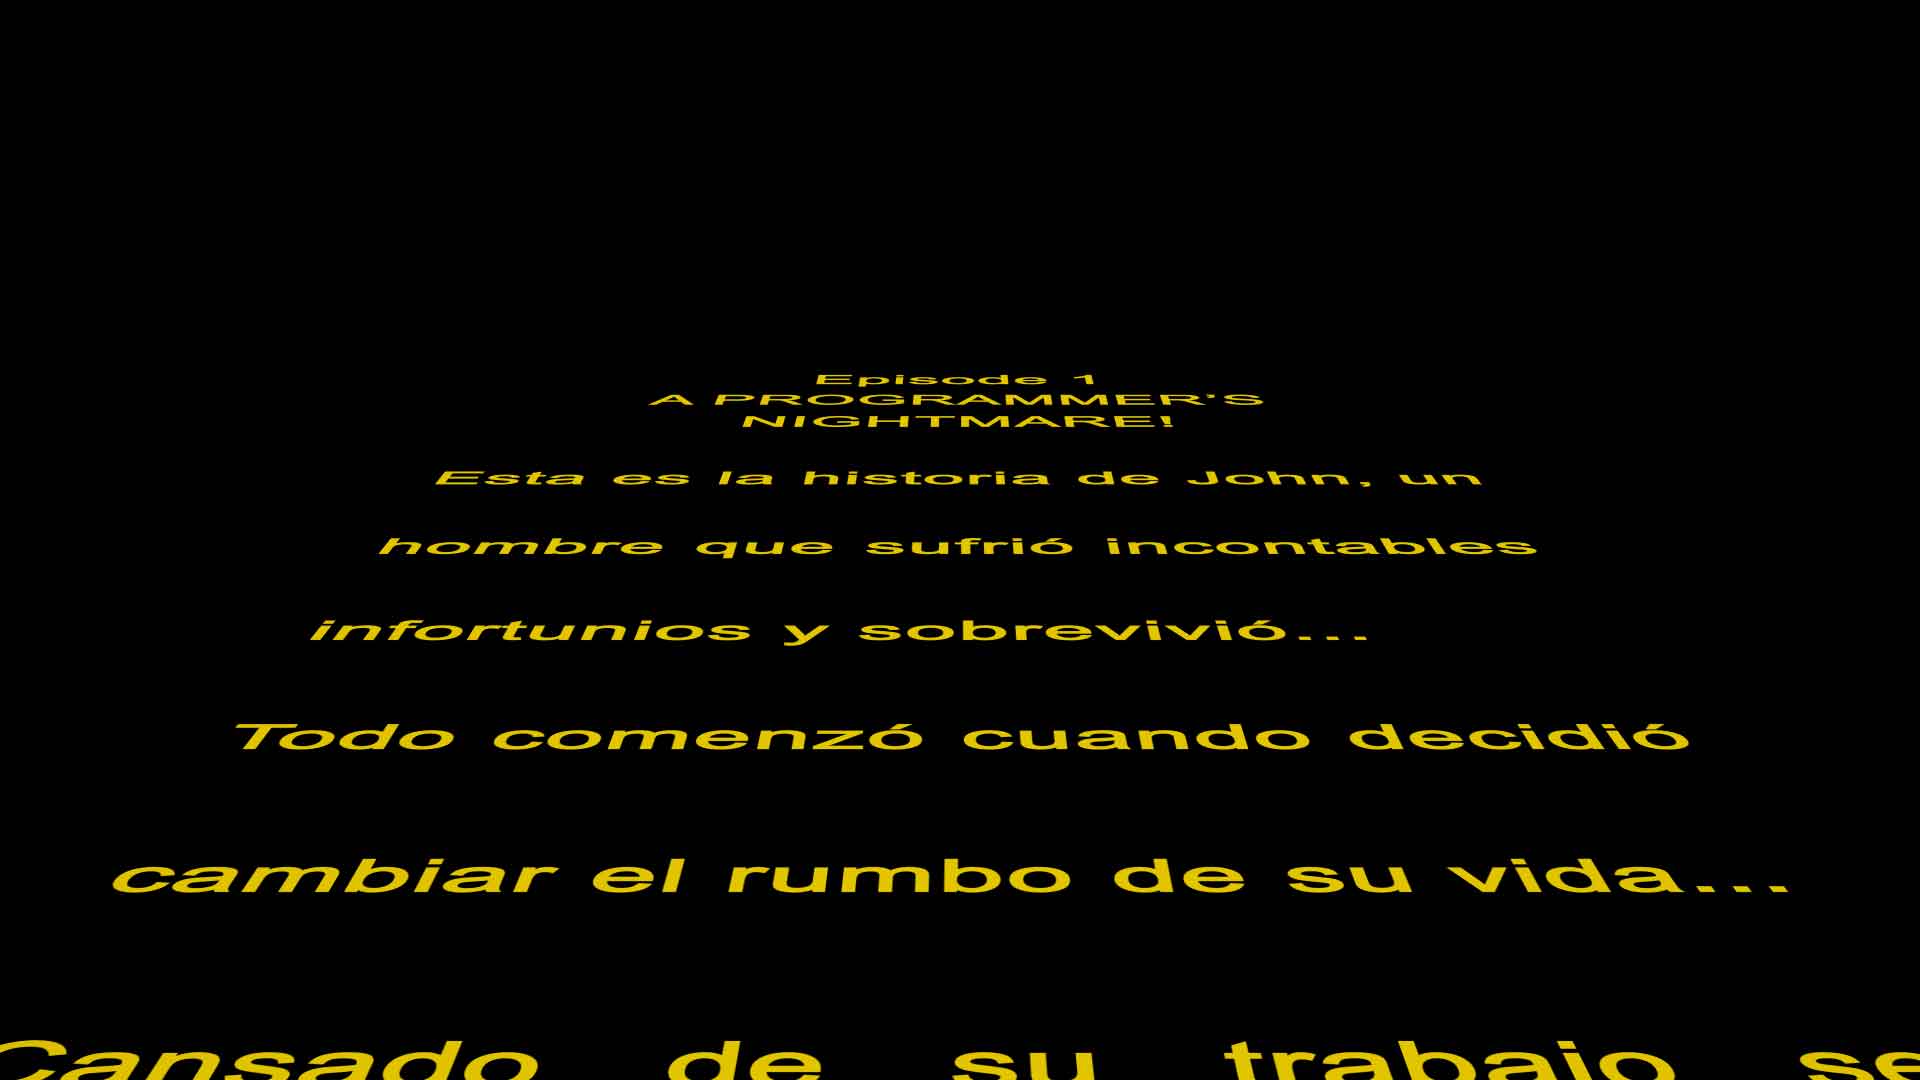 Episode 1
A PROGRAMMER'S
NIGHTMARE!
Esta es la historia de John, un
hombre que sufrió incontables
infortunios y sobrevivió...
Todo comenzó cuando decidió
cambiar el rumbo de su vida...
Cansado de su trabajo se